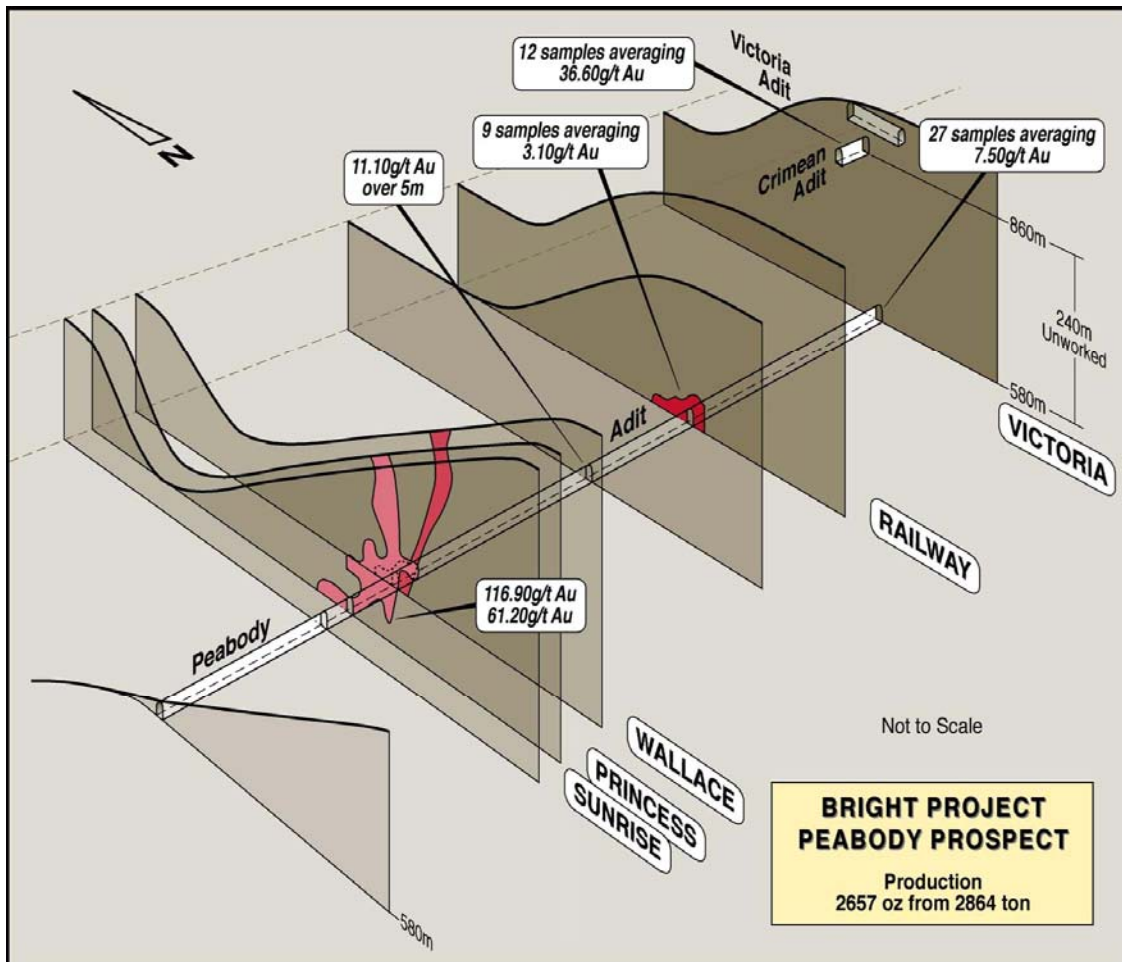 12 samples averaging
36.60g/t Au
Victoria
Adit
9 samples averaging
3.10g/t Au
27 samples averaging
7.50g/t Au
N
11.10g/t Au
over 5m
Crimean
Adit
860m
240m
Unworked
580m
VICTORIA
Adit
RAILWAY
116.90g/t Au
61.20g/t Au
Peabody
Not to Scale
WALLACE
PRINCESS
SUNRISE
BRIGHT PROJECT
PEABODY PROSPECT
Production
2657 oz from 2864 ton
580m